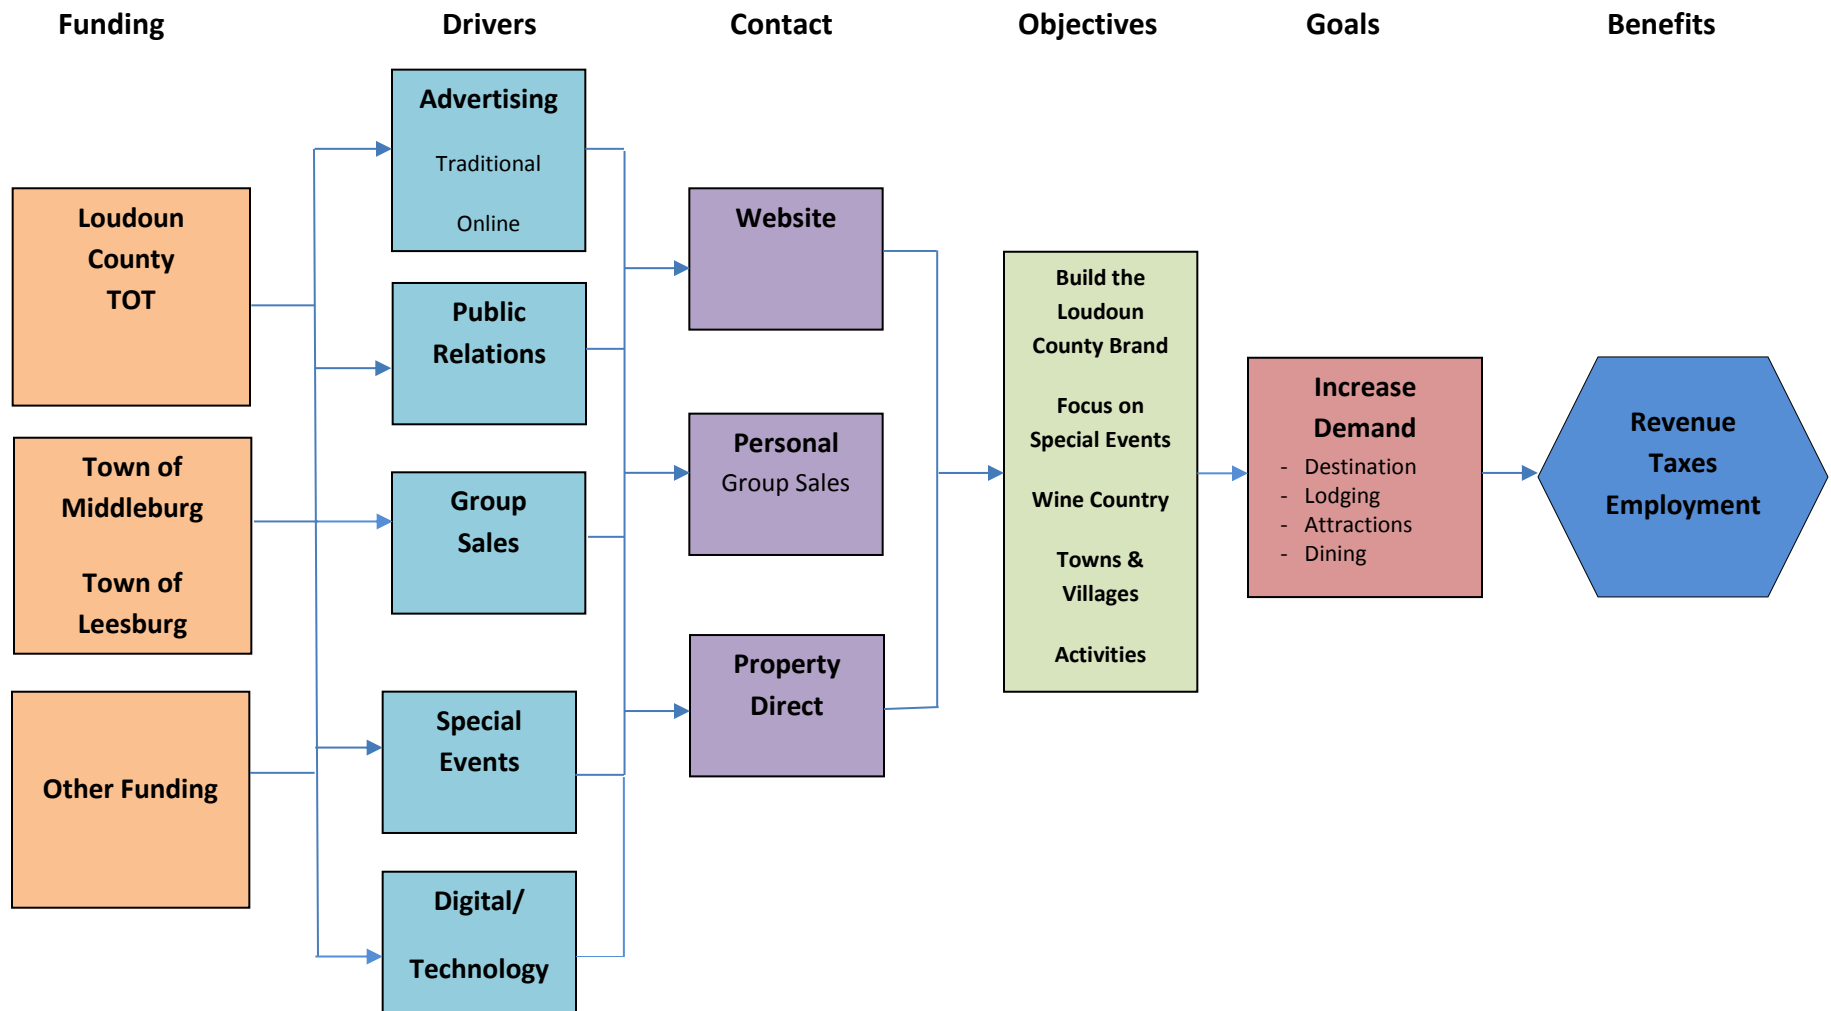 Funding
Drivers
Contact
Objectives
Goals
Benefits
Loudoun
County
TOT
Town of
Middleburg
Town of
Leesburg
Other Funding
Advertising
Traditional
Online
Public
Relations
Group
Sales
Special
Events
Digital/
Technology
Website
Personal
Group Sales
Property
Direct
Build the
Loudoun
County Brand
Focus on
Special Events
Wine Country
Towns &
Villages
Activities
Increase
Demand
- Destination
- Lodging
- Attractions
- Dining
Revenue
Taxes
Employment